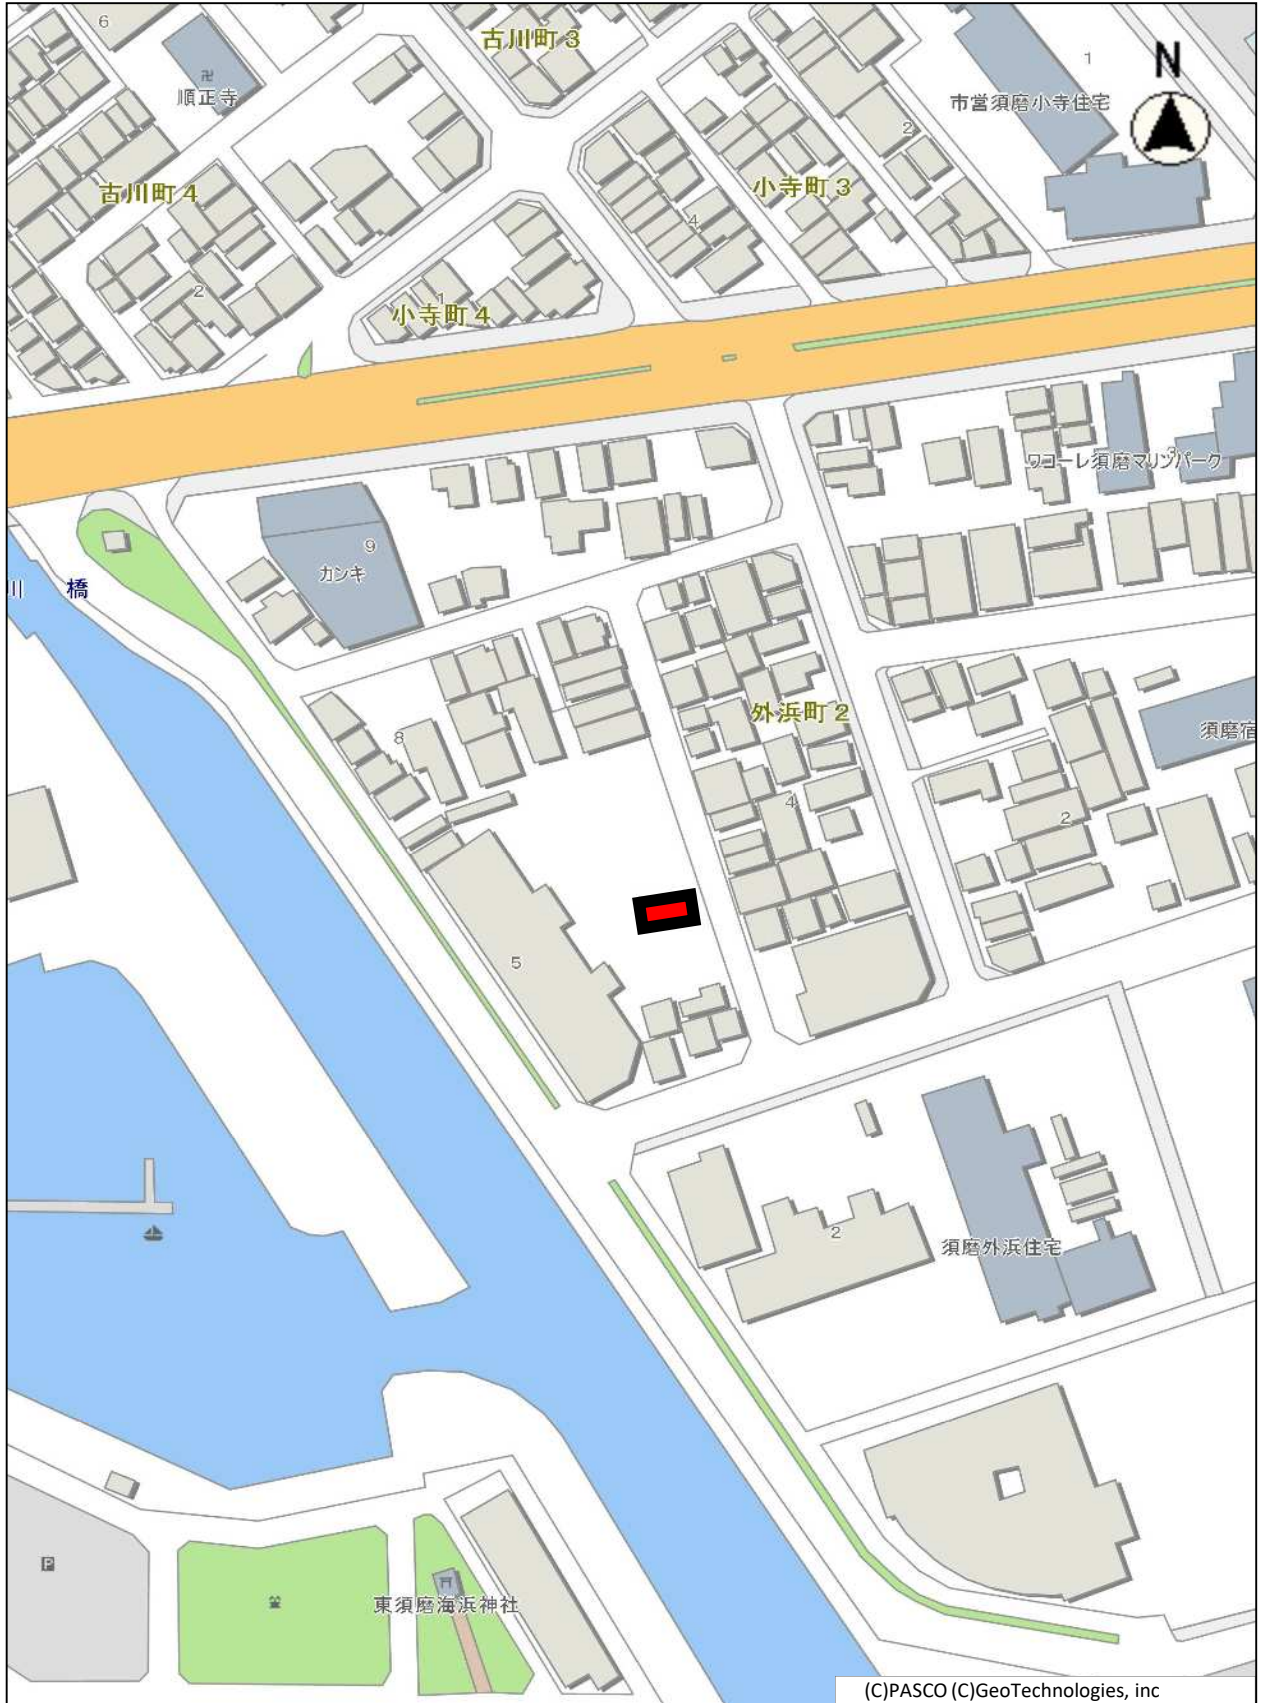 6
古川町3
1
N
卍
順正寺
市営須磨小寺住宅
2
古川町4
小寺町3
4
2
1
小寺町4
3
ワコーレ須磨マリンパーク
9
カンキ
川 橋
外浜町2
須磨宿
8
4
2
5
2
須磨外浜住宅
P
東須磨海浜神社
(C)PASCO (C)GeoTechnologies, inc